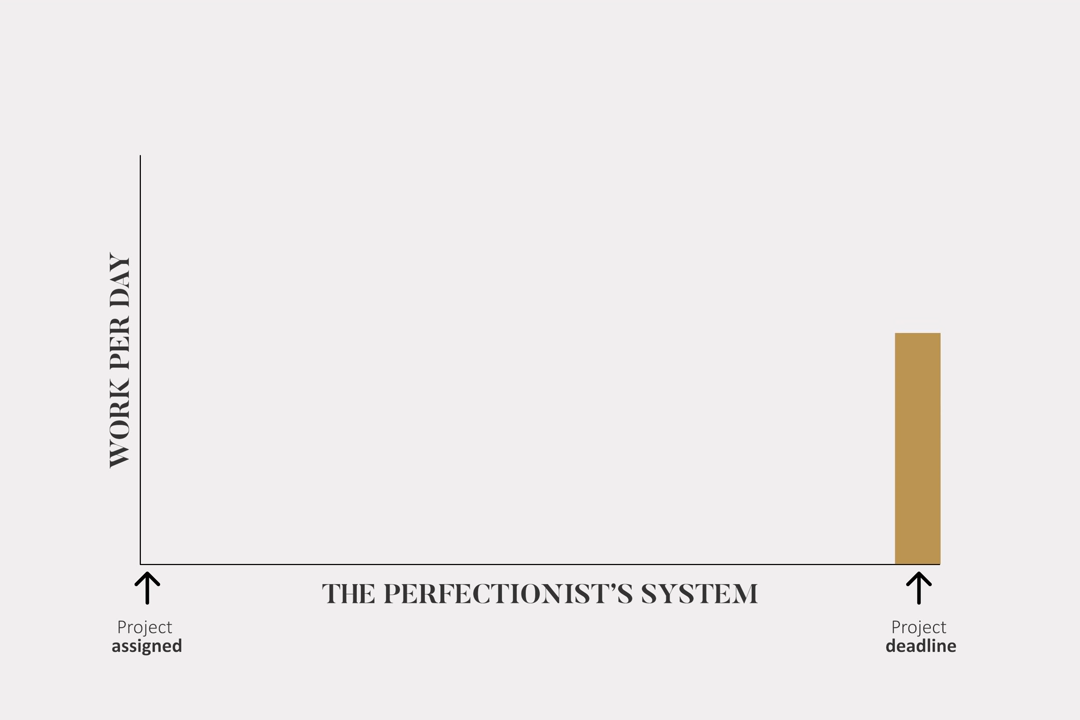 WORK PER DAY
THE PERFECTIONIST’S SYSTEM
Project
assigned
Project
deadline